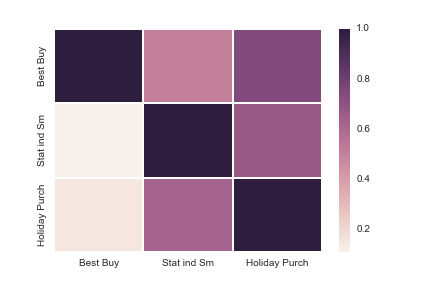 Best Buy
Stat ind Sm
Holiday Purch
Best Buy
Stat ind Sm
Holiday Purch
1.0
0.8
0.6
0.4
0.2